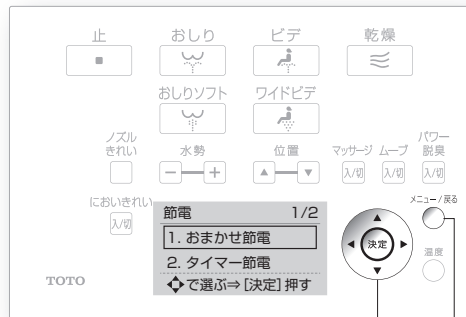 止
おしり
ビデ
乾燥
おしりソフト
ワイドビデ
ノズル
きれい
水勢
位置
マッサージ
ムーブ
パワー
脱臭
入/切
入/切
入/切
においきれい
入/切
メニュー/戻る
節電 1/2
1. おまかせ節電
2. タイマー節電
で選ぶ⇒[決定]押す
決定
温度
TOTO